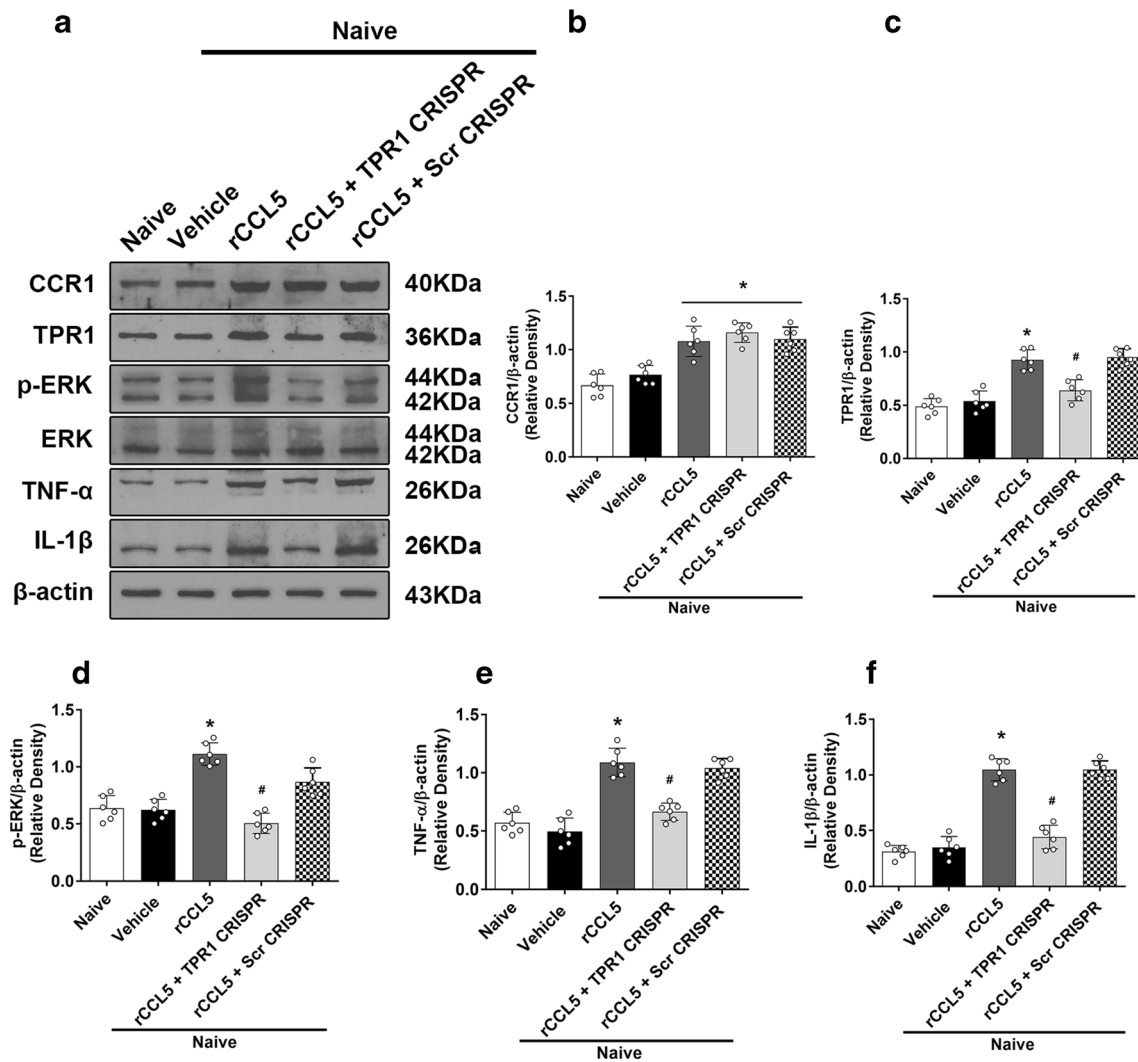 a
Naive
Naive
Vehicle
rCCL5
rCCL5 + TPR1 CRISPR
rCCL5 + Scr CRISPR
CCR1 40KDa
TPR1 36KDa
p-ERK 44KDa
42KDa
ERK 44KDa
42KDa
TNF-α 26KDa
IL-1β 26KDa
β-actin 43KDa
b
CCR1/β-actin
(Relative Density)
1.5
1.0
0.5
0.0
*
Naive
Vehicle
rCCL5
rCCL5 + TPR1 CRISPR
rCCL5 + Scr CRISPR
Naive
c
TPR1/β-actin
(Relative Density)
1.5
1.0
0.5
0.0
*
#
Naive
Vehicle
rCCL5
rCCL5 + TPR1 CRISPR
rCCL5 + Scr CRISPR
Naive
d
p-ERK/β-actin
(Relative Density)
1.5
1.0
0.5
0.0
*
#
Naive
Vehicle
rCCL5
rCCL5 + TPR1 CRISPR
rCCL5 + Scr CRISPR
Naive
e
TNF-α/β-actin
(Relative Density)
1.5
1.0
0.5
0.0
*
#
Naive
Vehicle
rCCL5
rCCL5 + TPR1 CRISPR
rCCL5 + Scr CRISPR
Naive
f
IL-1β/β-actin
(Relative Density)
1.5
1.0
0.5
0.0
*
#
Naive
Vehicle
rCCL5
rCCL5 + TPR1 CRISPR
rCCL5 + Scr CRISPR
Naive